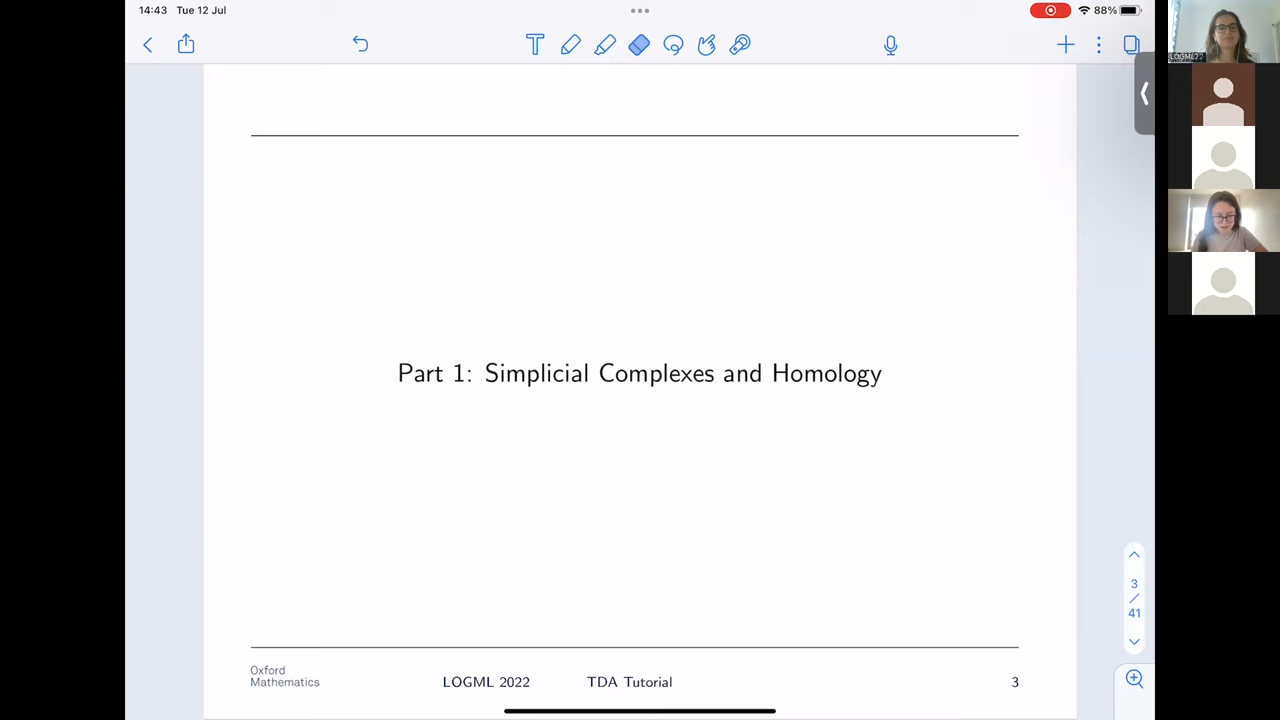 14:43 Tue 12 Jul
88%
LOGML22
Part 1: Simplicial Complexes and Homology
3
/
41
Oxford
Mathematics
LOGML 2022
TDA Tutorial
3